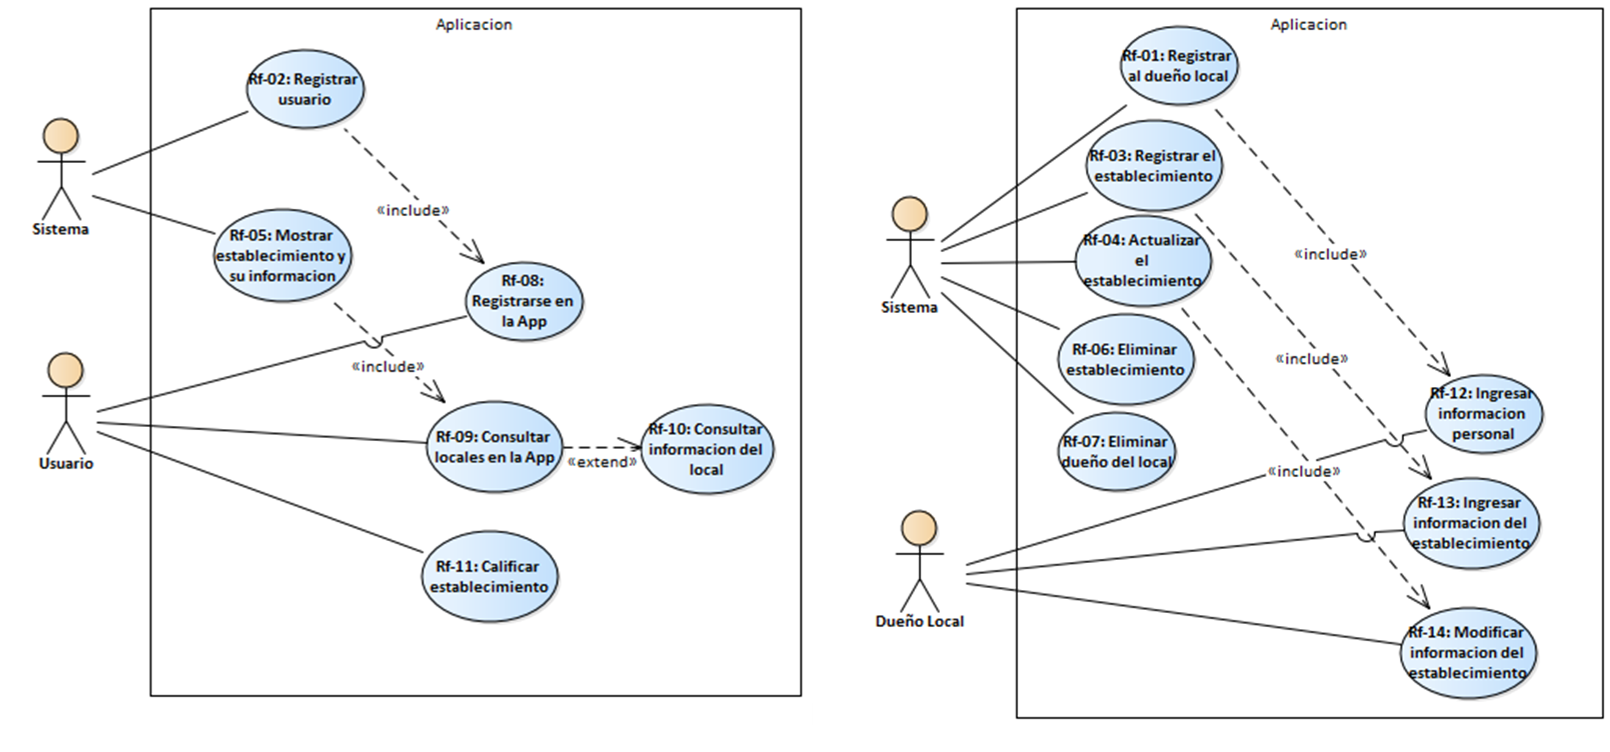 Aplicacion
Rf-02: Registrar
usuario
Sistema
«include»
Rf-05: Mostrar
establecimiento y
su informacion
Rf-08:
Registrarse en
la App
«include»
Usuario
Rf-09: Consultar
locales en la App
«extend»
Rf-10: Consultar
informacion del
local
Rf-11: Calificar
establecimiento
Aplicacion
Rf-01: Registrar
al dueño local
Rf-03: Registrar el
establecimiento
Rf-04: Actualizar
el
establecimiento
Sistema
«include»
Rf-06: Eliminar
establecimiento
«include»
Rf-07: Eliminar
dueño del local
Rf-12: Ingresar
informacion
personal
«include»
Rf-13: Ingresar
informacion del
establecimiento
Dueño Local
Rf-14: Modificar
informacion del
establecimiento